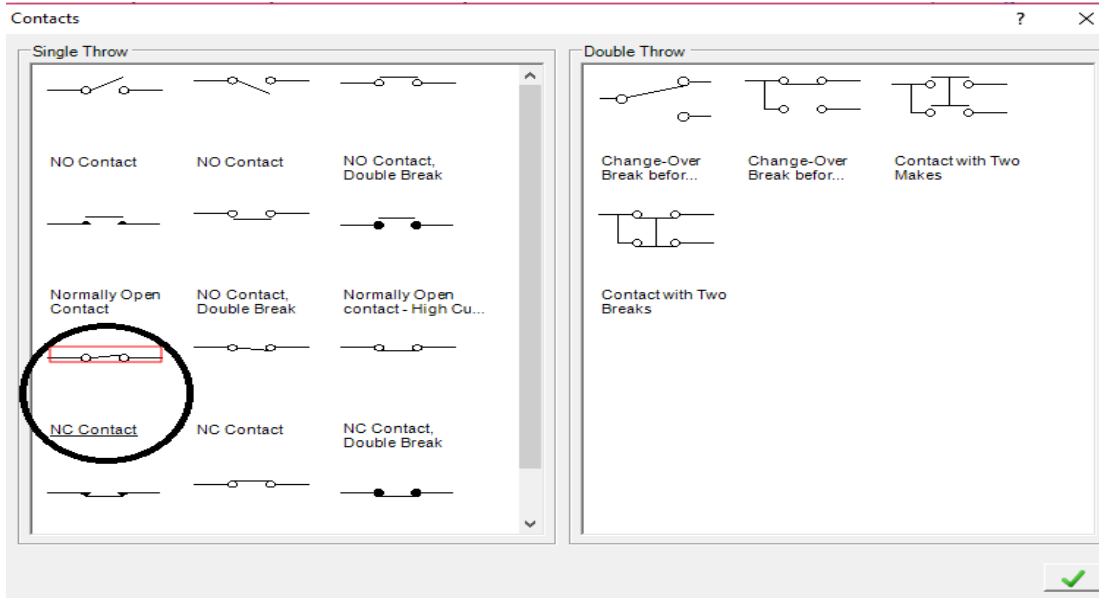 Contacts
?
Single Throw
Double Throw
NO Contact
NO Contact
NO Contact,
Double Break
Change-Over
Break befor...
Change-Over
Break befor...
Contact with Two
Makes
Normally Open
Contact
NO Contact,
Double Break
Normally Open
contact - High Cu...
Contact with Two
Breaks
NC Contact
NC Contact
NC Contact,
Double Break